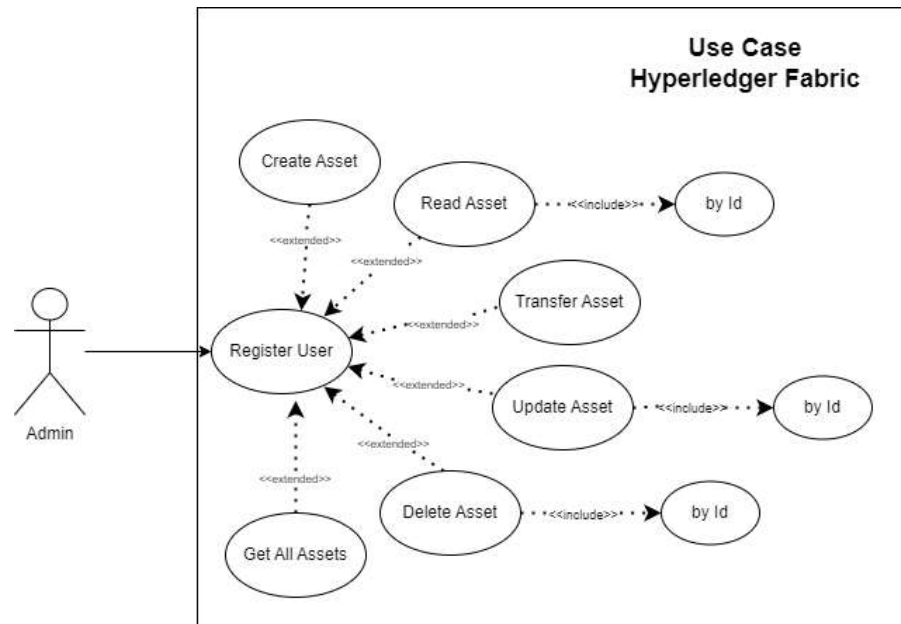 Use Case
Hyperledger Fabric
Create Asset
Read Asset
<<include>>
by Id
<<extended>>
<<extended>>
Transfer Asset
<<extended>>
Register User
<<extended>>
Update Asset
<<include>>
by Id
Admin
<<extended>>
<<extended>>
Delete Asset
<<include>>
by Id
Get All Assets